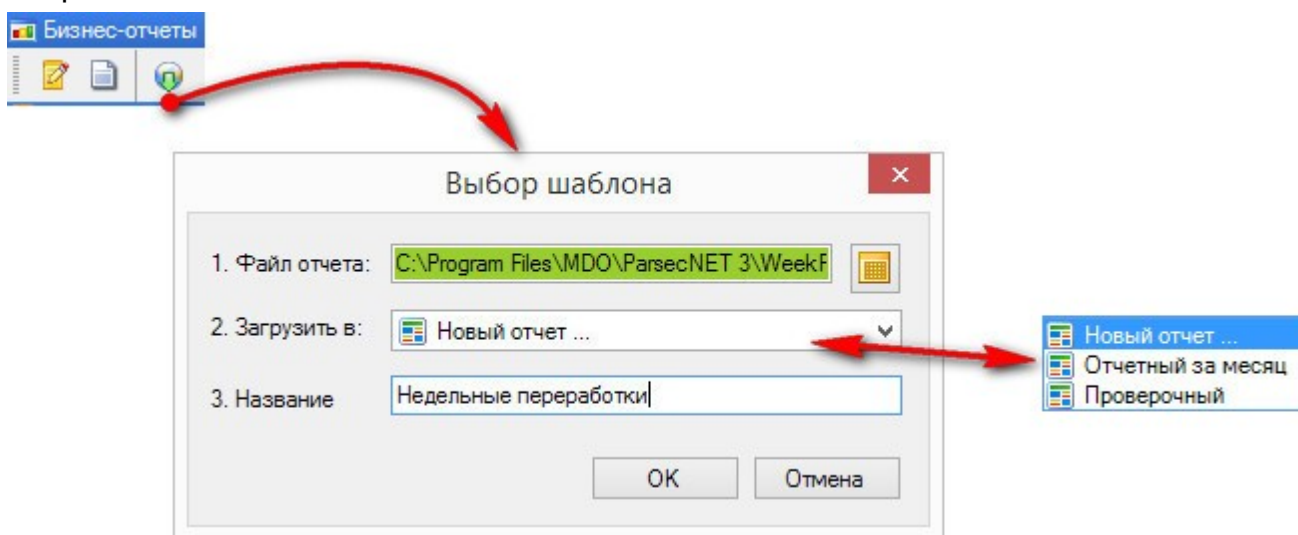 Бизнес-отчеты
Выбор шаблона
1. Файл отчета: C:\Program Files\MDO\ParsecNET 3\WeekF
2. Загрузить в: Новый отчет ...
3. Название Недельные переработки
OK Отмена
Новый отчет ...
Отчетный за месяц
Проверочный